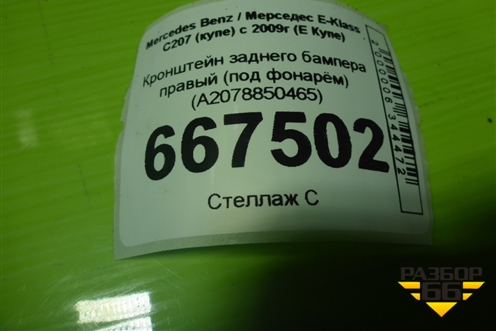 Mercedes Benz / Мерседес E-Klass
C207 (купе) с 2009г (Е Купе)
Кронштейн заднего бампера
правый (под фонарём)
(A2078850465)
667502
Стеллаж С
2000006344472
РАЗБОР
66